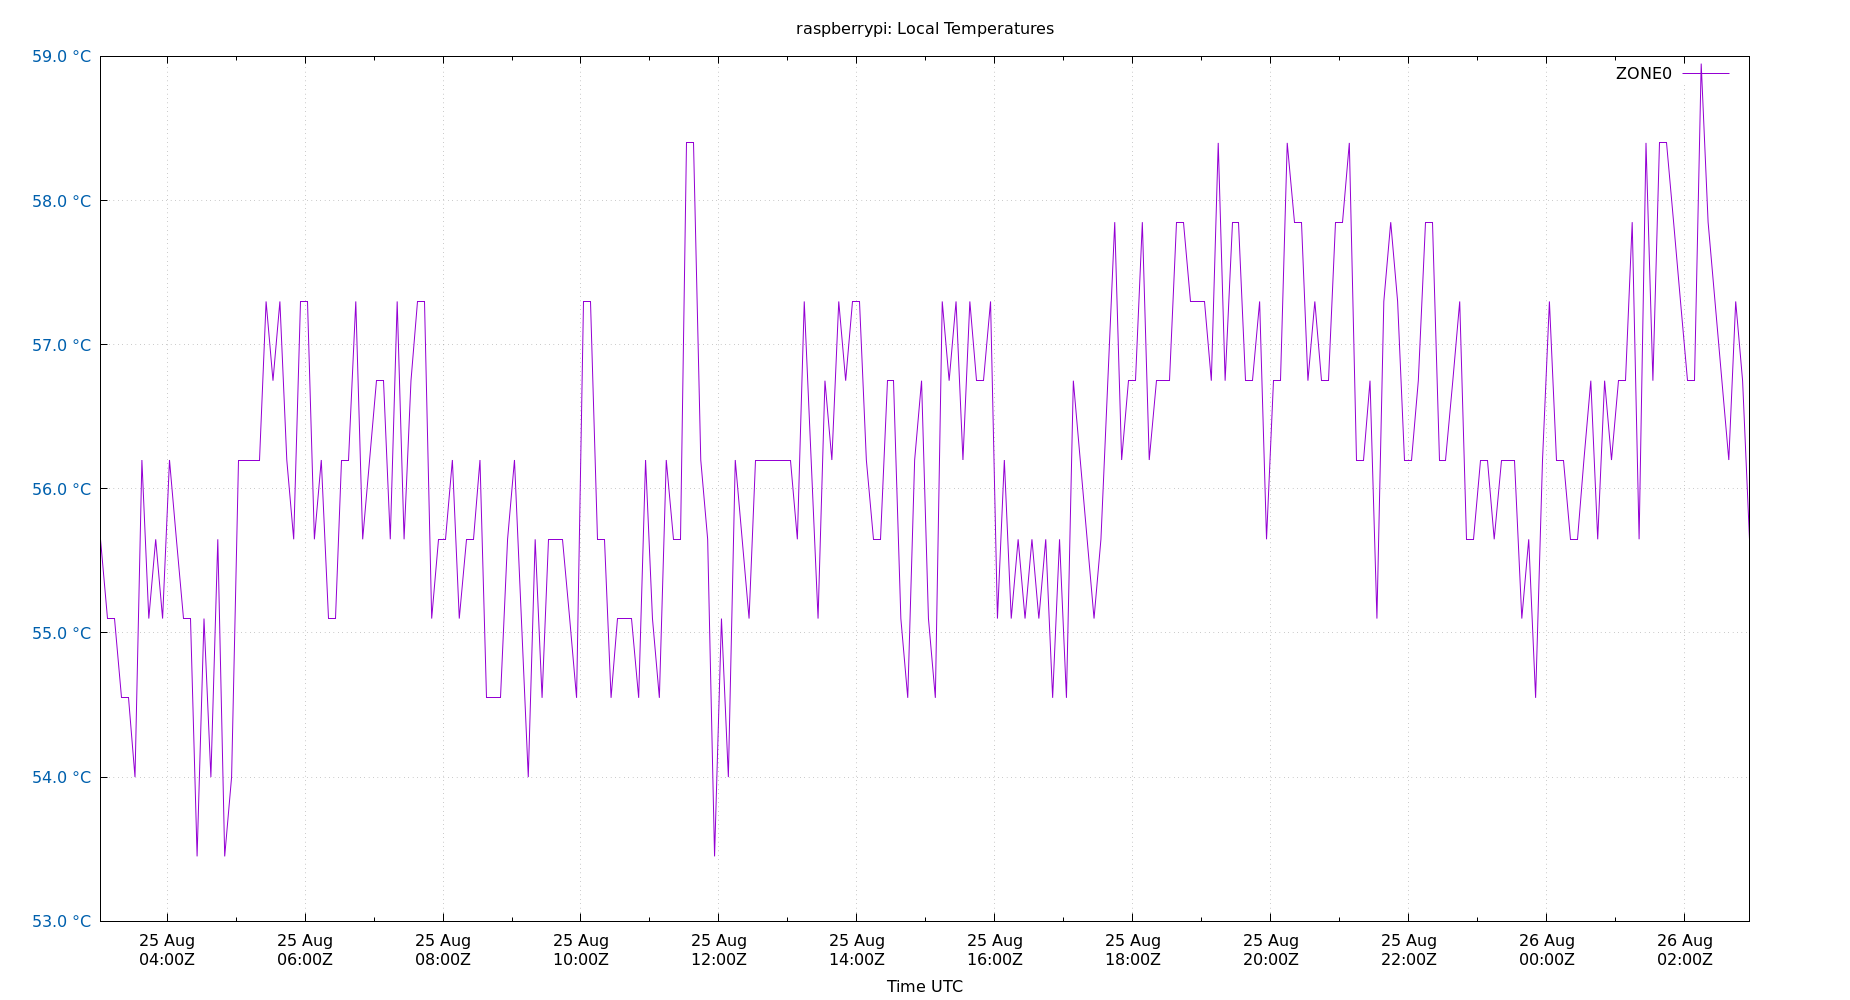 raspberrypi: Local Temperatures
59.0 °C
ZONE0
58.0 °C
57.0 °C
56.0 °C
55.0 °C
54.0 °C
53.0 °C
25 Aug 25 Aug 25 Aug 25 Aug 25 Aug 25 Aug 25 Aug 25 Aug 25 Aug 25 Aug 26 Aug 26 Aug
04:00Z 06:00Z 08:00Z 10:00Z 12:00Z 14:00Z 16:00Z 18:00Z 20:00Z 22:00Z 00:00Z 02:00Z
Time UTC